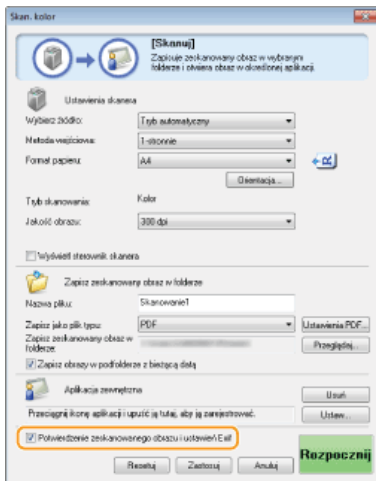 Skan. kolor
[Skanuj]
Zapisuje zeskanowany obraz w wybranym
folderze i otwiera obraz w określonej aplikacji.
Ustawienia skanera
Wybierz źródło: Tryb automatyczny
Metoda wejściowa: 1-stronnie
Format papieru: A4
Orientacja...
Tryb skanowania: Kolor
Jakość obrazu: 300 dpi
Wyświetl sterownik skanera
Zapisz zeskanowany obraz w folderze
Nazwa pliku: Skanowanie1
Zapisz jako plik typu: PDF Ustawienia PDF...
Zapisz zeskanowany obraz w
folderze: Przeglądaj...
Zapisz obrazy w podfolderze z bieżącą datą
Aplikacja zewnętrzna Usuń
Przeciągnij ikonę aplikacji i upuść ją tutaj, aby ją zarejestrować. Ustaw...
Potwierdzenie zeskanowanego obrazu i ustawień Exif
Rozpocznij
Resetuj Zastosuj Anuluj